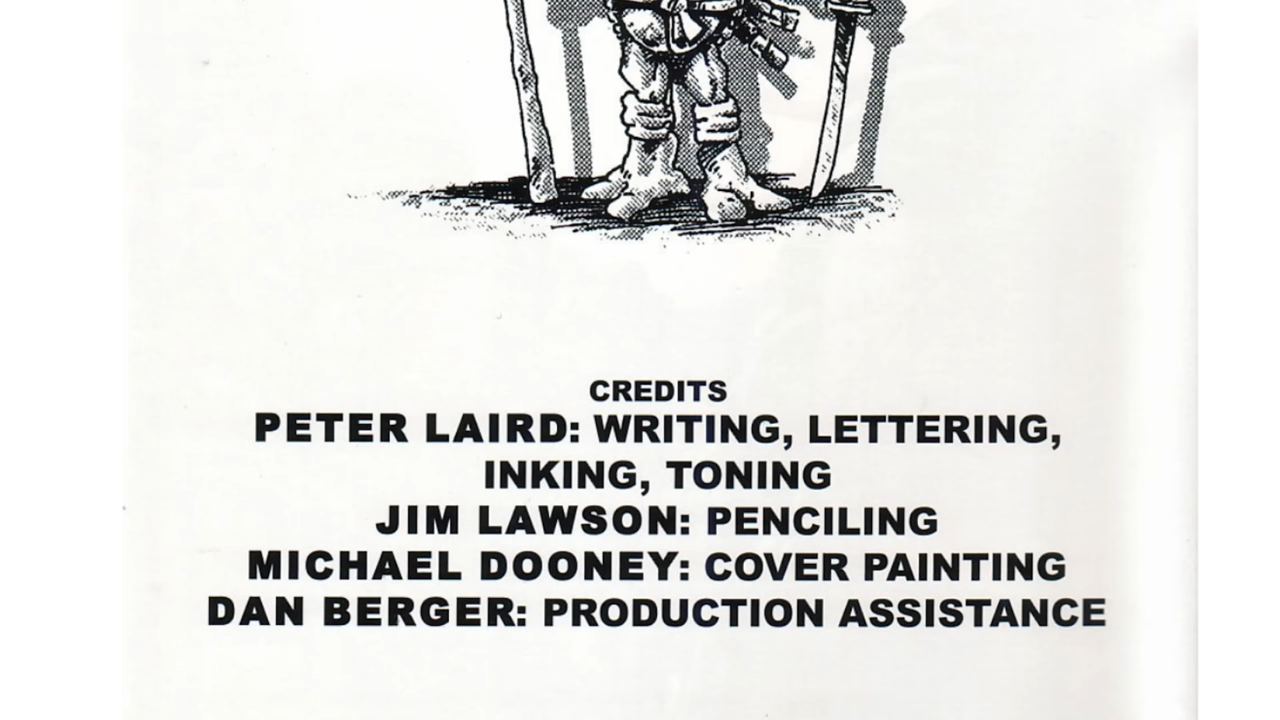 CREDITS
PETER LAIRD: WRITING, LETTERING,
INKING, TONING
JIM LAWSON: PENCILING
MICHAEL DOONEY: COVER PAINTING
DAN BERGER: PRODUCTION ASSISTANCE